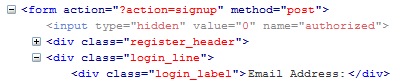 <form action="?action=signup" method="post">
<input type="hidden" value="0" name="authorized">
<div class="register_header">
<div class="login_line">
<div class="login_label">Email Address:</div>